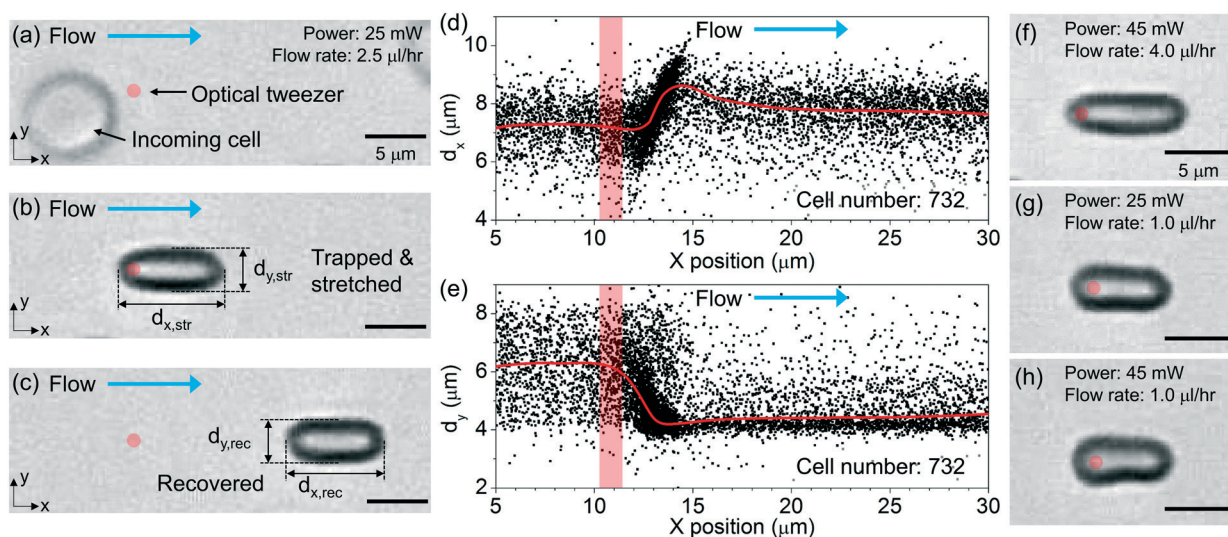 (a) Flow
Power: 25 mW
Flow rate: 2.5 μl/hr
Optical tweezer
Incoming cell
y
x
5 μm
(b) Flow
d_y,str
Trapped &
stretched
d_x,str
y
x
(c) Flow
d_y,rec
Recovered
d_x,rec
y
x
(d)
Flow
10
8
6
4
d_x (μm)
Cell number: 732
5 10 15 20 25 30
X position (μm)
(e)
Flow
8
6
4
2
d_y (μm)
Cell number: 732
5 10 15 20 25 30
X position (μm)
(f)
Power: 45 mW
Flow rate: 4.0 μl/hr
5 μm
(g)
Power: 25 mW
Flow rate: 1.0 μl/hr
(h)
Power: 45 mW
Flow rate: 1.0 μl/hr